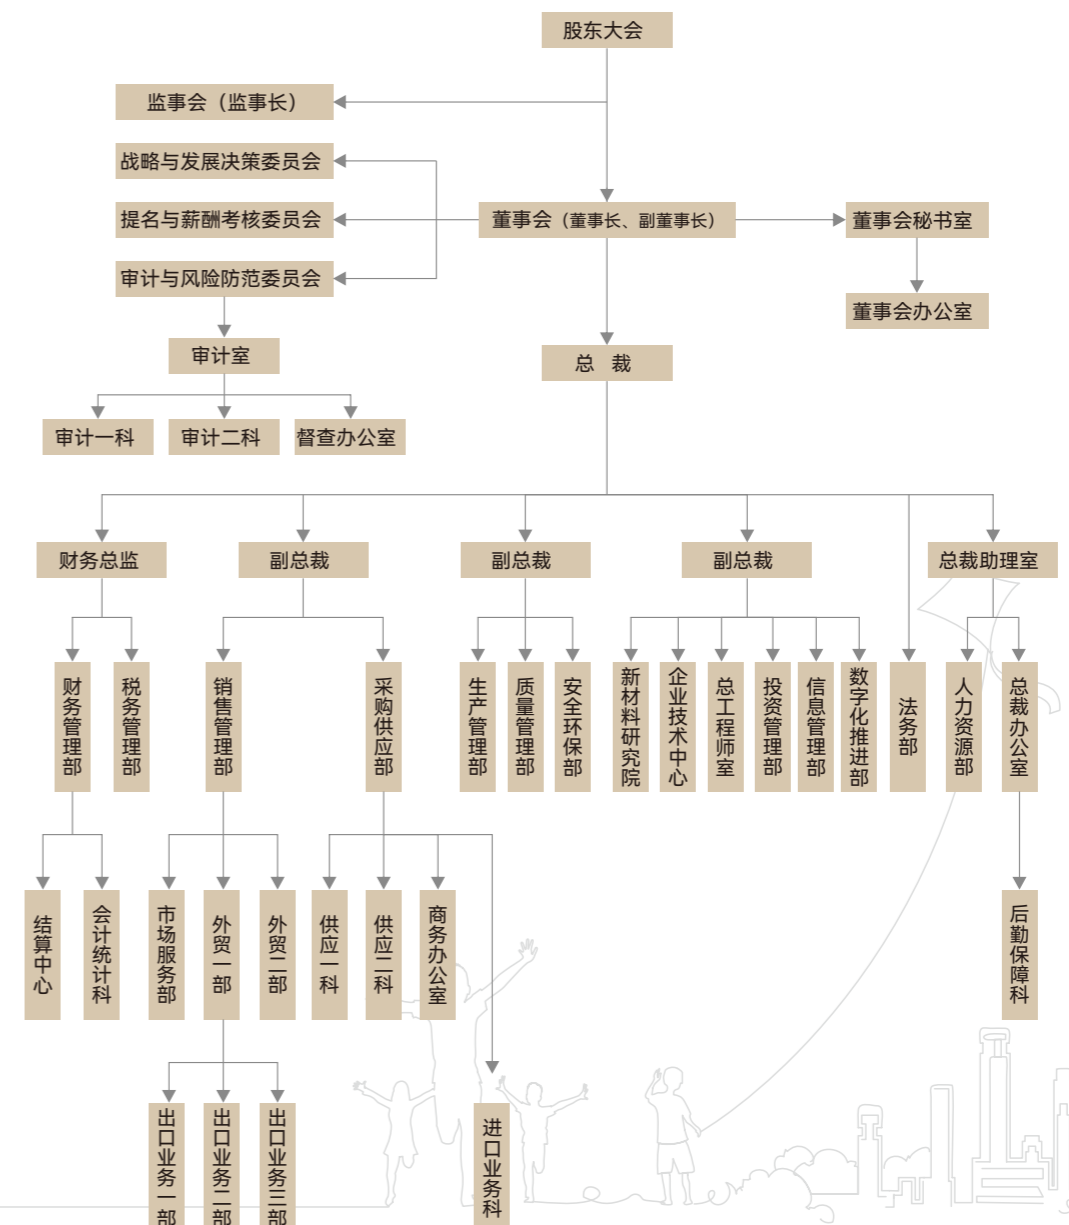 股东大会
监事会（监事长）
战略与发展决策委员会
提名与薪酬考核委员会
董事会（董事长、副董事长）
董事会秘书室
审计与风险防范委员会
董事会办公室
审计室
总 裁
审计一科
审计二科
督查办公室
财务总监
副总裁
副总裁
副总裁
总裁助理室
财务管理部
税务管理部
销售管理部
采购供应部
生产管理部
质量管理部
安全环保部
新材料研究院
企业技术中心
总工程师室
投资管理部
信息管理部
数字化推进部
法务部
人力资源部
总裁办公室
结算中心
会计统计科
市场服务部
外贸一部
外贸二部
供应一科
供应二科
商务办公室
后勤保障科
出口业务一部
出口业务二部
出口业务三部
进口业务科